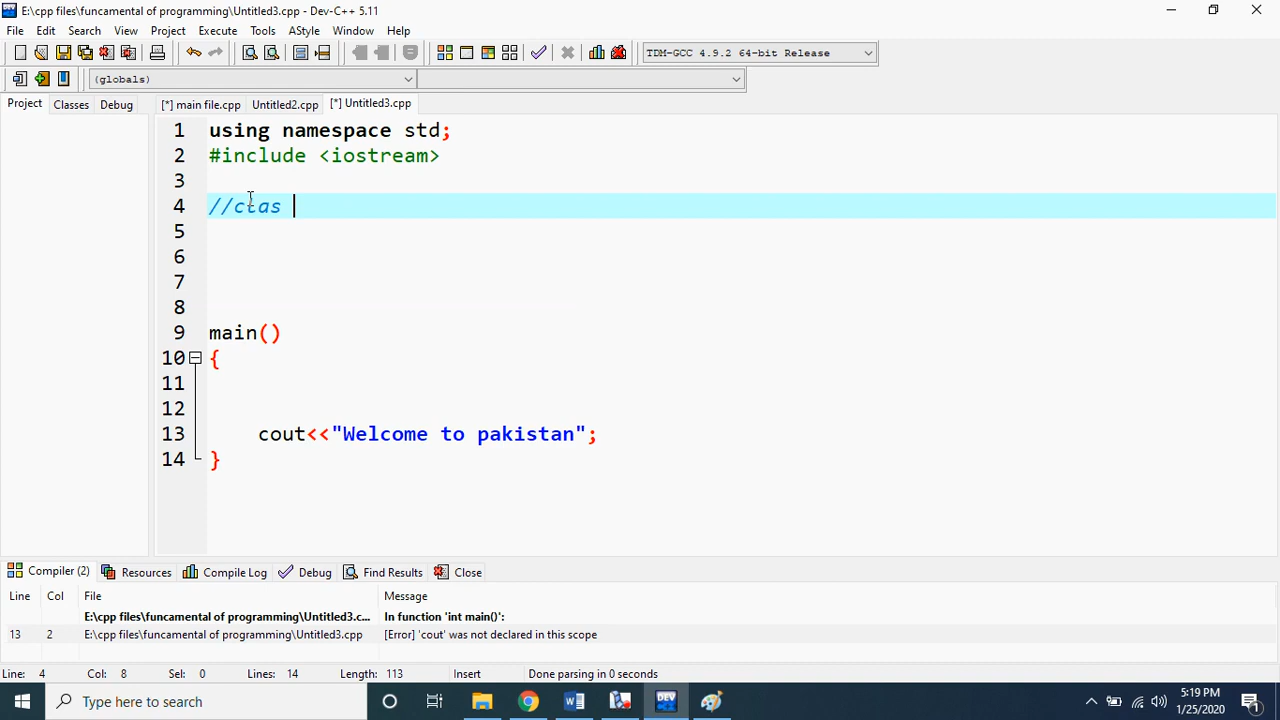 E:\cpp files\funcamental of programming\Untitled3.cpp - Dev-C++ 5.11
File Edit Search View Project Execute Tools AStyle Window Help
TDM-GCC 4.9.2 64-bit Release
(globals)
Project Classes Debug [*] main file.cpp Untitled2.cpp [*] Untitled3.cpp
1 using namespace std;
2 #include <iostream>
3
4 //clas
5
6
7
8
9 main()
10 {
11
12
13 cout<<"Welcome to pakistan";
14 }
Compiler (2) Resources Compile Log Debug Find Results Close
Line Col File Message
E:\cpp files\funcamental of programming\Untitled3.c... In function 'int main()':
13 2 E:\cpp files\funcamental of programming\Untitled3.cpp [Error] 'cout' was not declared in this scope
Line: 4 Col: 8 Sel: 0 Lines: 14 Length: 113 Insert Done parsing in 0 seconds
Type here to search
DEV
5:19 PM
1/25/2020
1